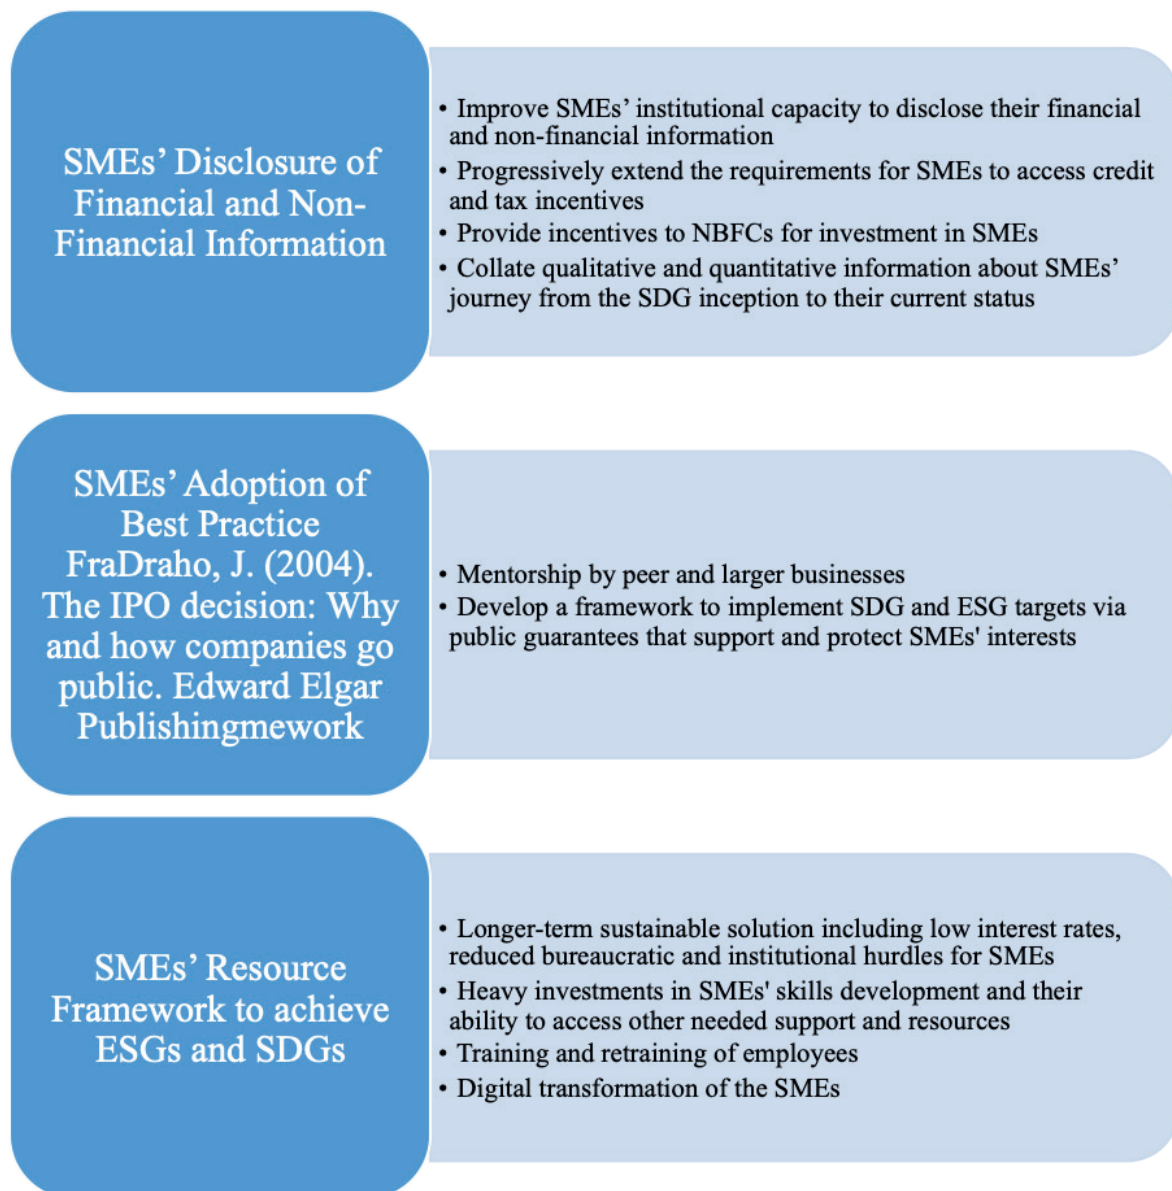 SMEs’ Disclosure of
Financial and Non-
Financial Information
• Improve SMEs’ institutional capacity to disclose their financial
and non-financial information
• Progressively extend the requirements for SMEs to access credit
and tax incentives
• Provide incentives to NBFCs for investment in SMEs
• Collate qualitative and quantitative information about SMEs’
journey from the SDG inception to their current status
SMEs’ Adoption of
Best Practice
FraDraho, J. (2004).
The IPO decision: Why
and how companies go
public. Edward Elgar
Publishingmework
• Mentorship by peer and larger businesses
• Develop a framework to implement SDG and ESG targets via
public guarantees that support and protect SMEs' interests
SMEs’ Resource
Framework to achieve
ESGs and SDGs
• Longer-term sustainable solution including low interest rates,
reduced bureaucratic and institutional hurdles for SMEs
• Heavy investments in SMEs' skills development and their
ability to access other needed support and resources
• Training and retraining of employees
• Digital transformation of the SMEs